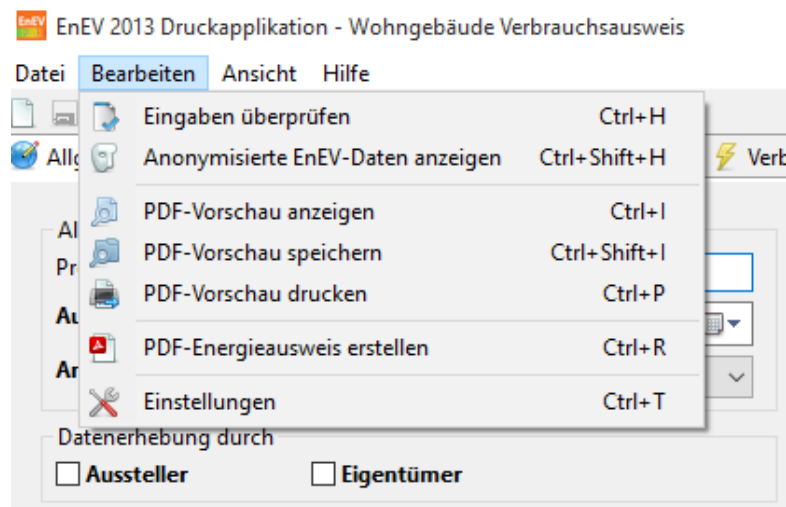 EnEV EnEV 2013 Druckapplikation - Wohngebäude Verbrauchsausweis
Datei Bearbeiten Ansicht Hilfe
Eingaben überprüfen Ctrl+H
Anonymisierte EnEV-Daten anzeigen Ctrl+Shift+H
PDF-Vorschau anzeigen Ctrl+I
PDF-Vorschau speichern Ctrl+Shift+I
PDF-Vorschau drucken Ctrl+P
PDF-Energieausweis erstellen Ctrl+R
Einstellungen Ctrl+T
Datenerhebung durch
Aussteller Eigentümer